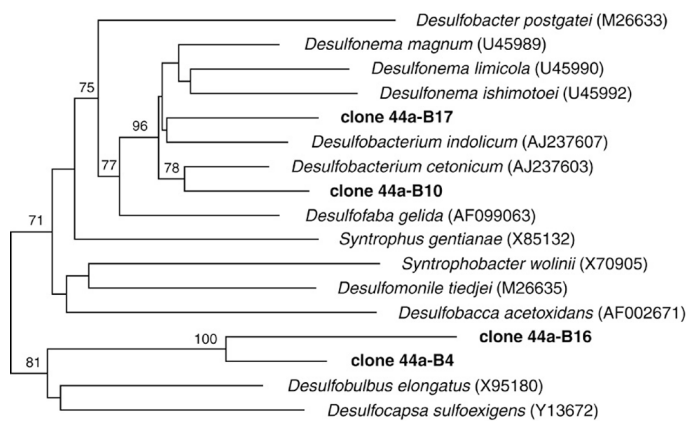 Desulfobacter postgatei (M26633)
Desulfonema magnum (U45989)
75
Desulfonema limicola (U45990)
Desulfonema ishimotoei (U45992)
clone 44a-B17
96
Desulfobacterium indolicum (AJ237607)
77
78
Desulfobacterium cetonicum (AJ237603)
clone 44a-B10
Desulfofaba gelida (AF099063)
71
Syntrophus gentianae (X85132)
Syntrophobacter wolinii (X70905)
Desulfomonile tiedjei (M26635)
Desulfobacca acetoxidans (AF002671)
100
clone 44a-B16
81
clone 44a-B4
Desulfobulbus elongatus (X95180)
Desulfocapsa sulfoexigens (Y13672)